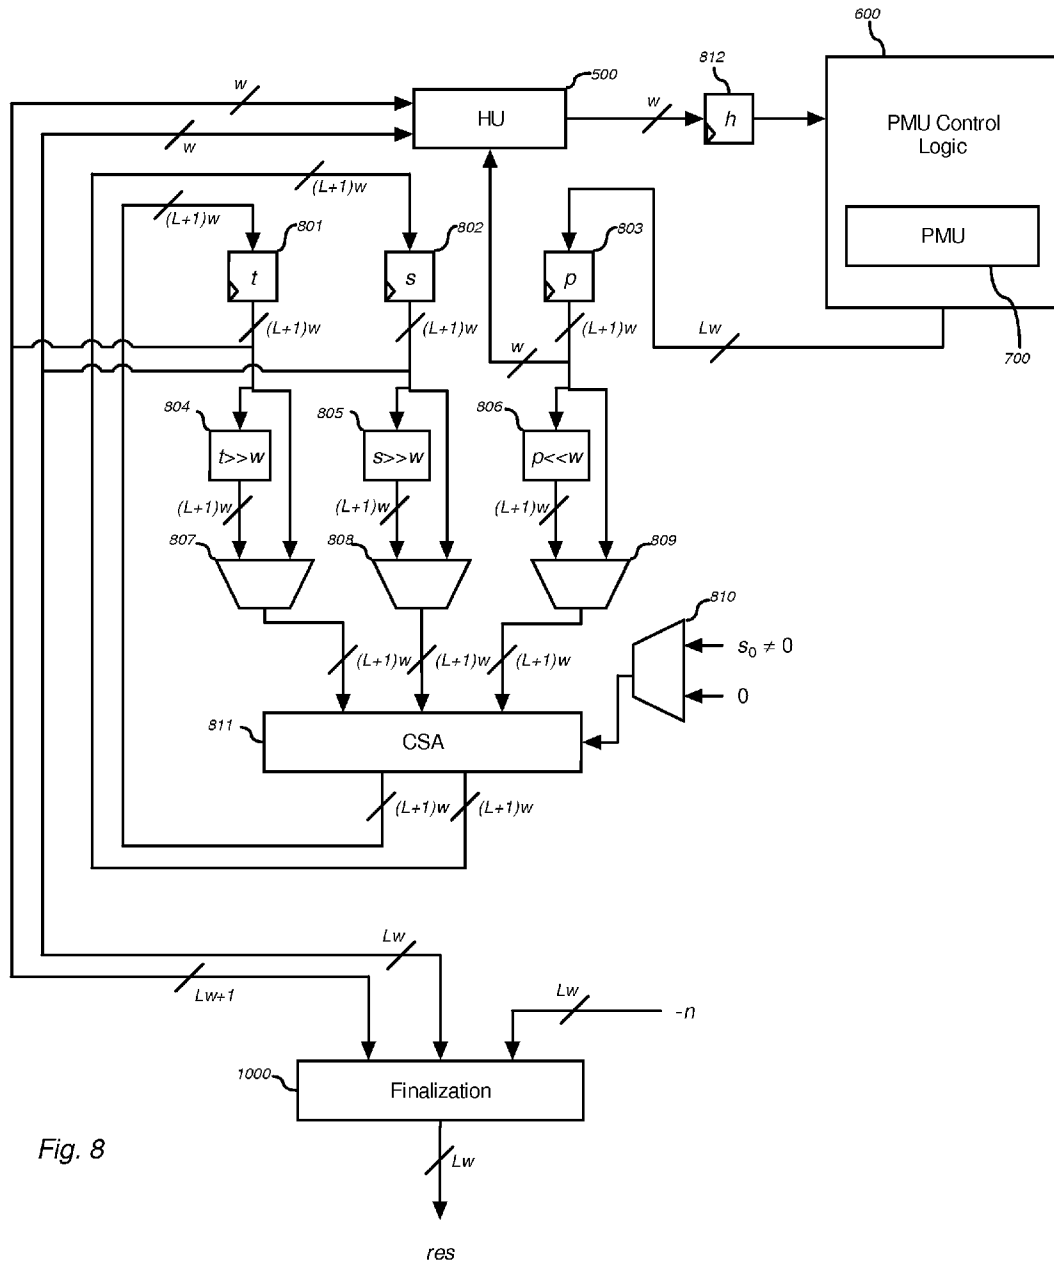 600
812
500
w
w
HU
w
h
PMU Control
Logic
(L+1)w
(L+1)w
801
802
803
PMU
t
s
p
(L+1)w
(L+1)w
(L+1)w
Lw
700
w
804
805
806
t>>w
s>>w
p<<w
(L+1)w
(L+1)w
(L+1)w
807
808
809
810
s0 ≠ 0
0
(L+1)w
(L+1)w
(L+1)w
811
CSA
(L+1)w
(L+1)w
Lw
Lw+1
Lw
-n
1000
Finalization
Fig. 8
Lw
res